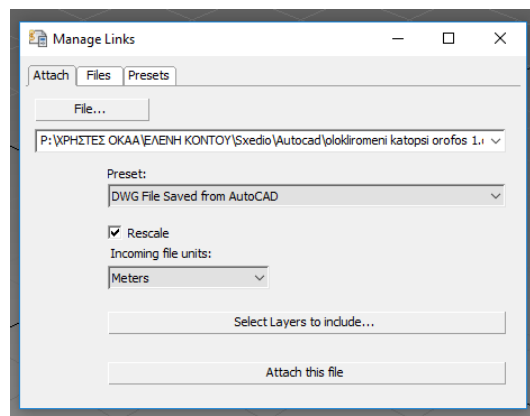 Manage Links
Attach Files Presets
File...
P:\ΧΡΗΣΤΕΣ ΟΚΑΑ\ΕΛΕΝΗ ΚΟΝΤΟΥ\Sxedio\Autocad\olokliromeni katopsi orofos 1.
Preset:
DWG File Saved from AutoCAD
Rescale
Incoming file units:
Meters
Select Layers to include...
Attach this file